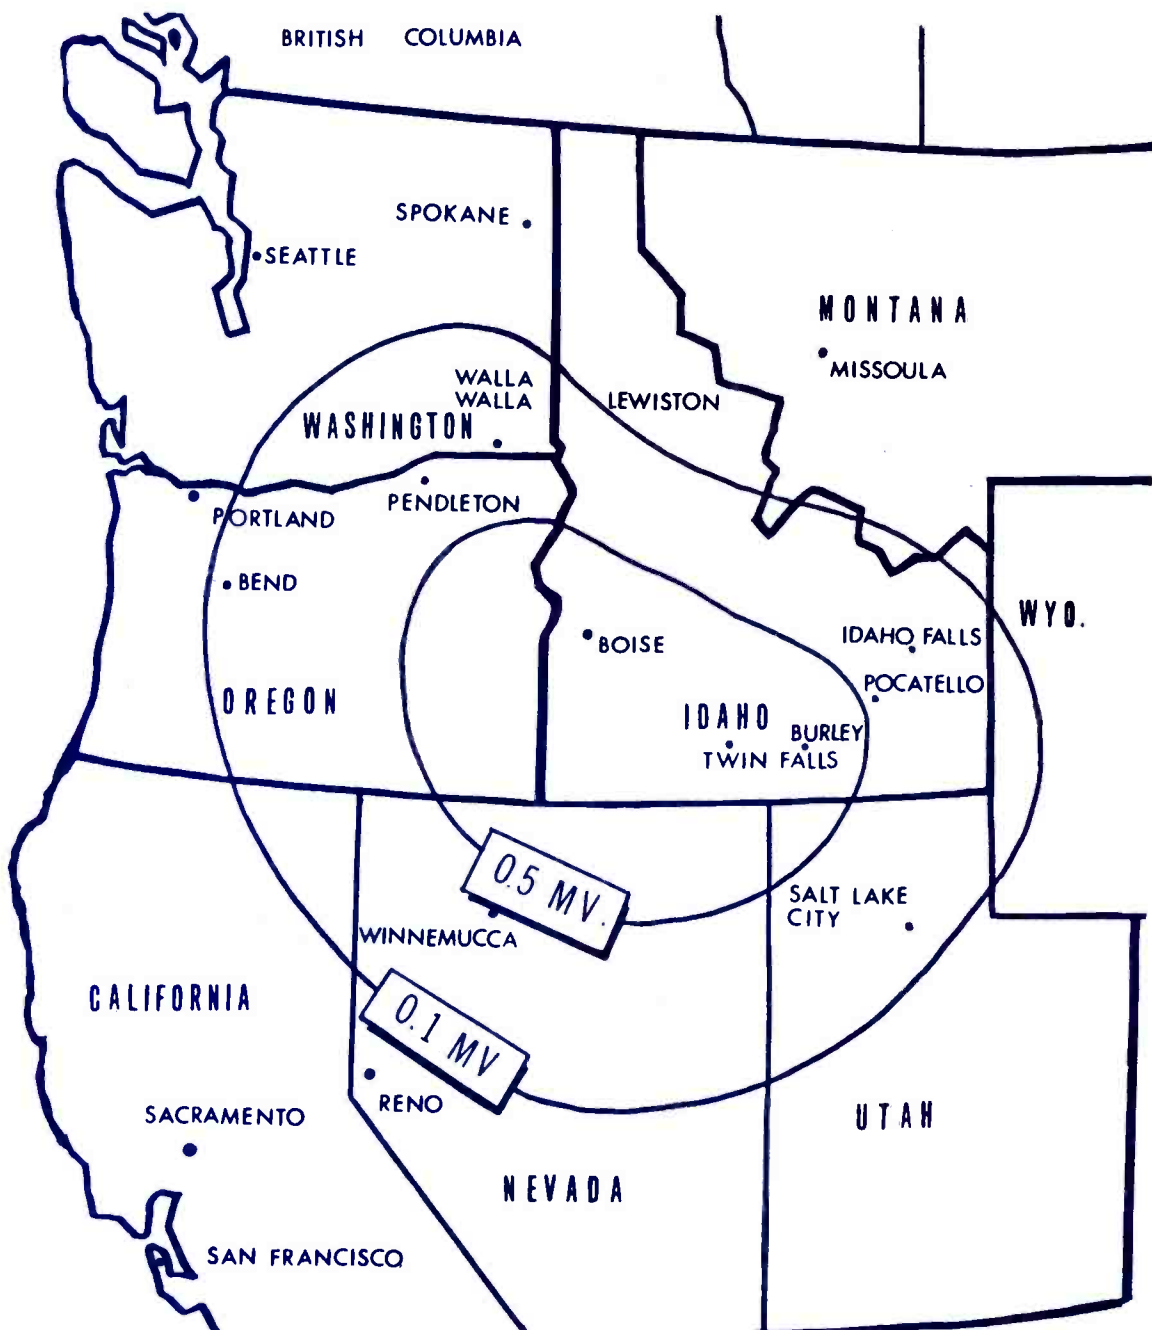 BRITISH COLUMBIA
SPOKANE
SEATTLE
MONTANA
MISSOULA
WALLA
WALLA
LEWISTON
WASHINGTON
PENDLETON
PORTLAND
BEND
WYO.
IDAHO FALLS
BOISE
POCATELLO
OREGON
IDAHO
BURLEY
TWIN FALLS
0.5 MV.
SALT LAKE
CITY
WINNEMUCCA
CALIFORNIA
0.1 MV
RENO
SACRAMENTO
UTAH
NEVADA
SAN FRANCISCO